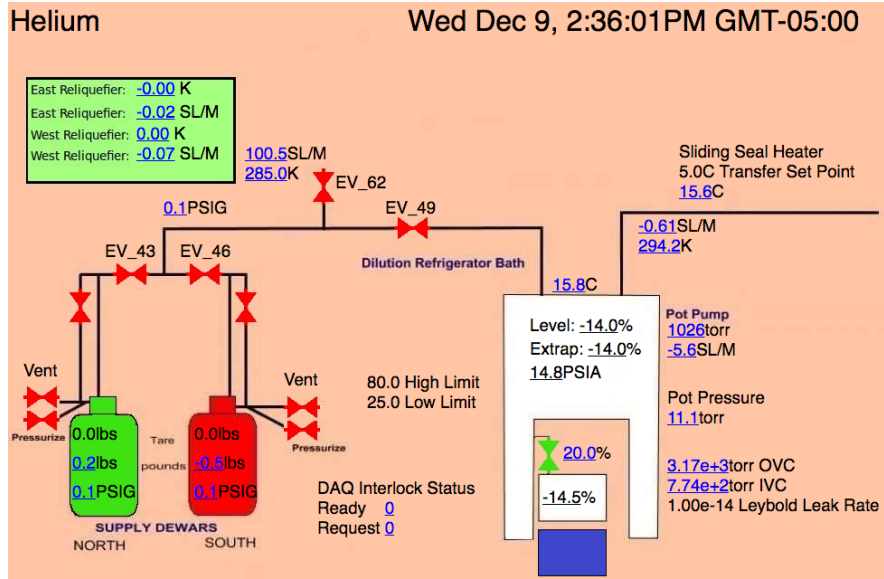 Helium
Wed Dec 9, 2:36:01PM GMT-05:00
East Reliquefier: -0.00 K
East Reliquefier: -0.02 SL/M
West Reliquefier: 0.00 K
West Reliquefier: -0.07 SL/M
100.5SL/M
285.0K
EV_62
Sliding Seal Heater
5.0C Transfer Set Point
15.6C
0.1PSIG
EV_49
-0.61SL/M
294.2K
EV_43
EV_46
Dilution Refrigerator Bath
15.8C
Level: -14.0%
Extrap: -14.0%
14.8PSIA
Pot Pump
1026torr
-5.6SL/M
Vent
Vent
80.0 High Limit
25.0 Low Limit
Pot Pressure
11.1torr
Pressurize
Pressurize
0.0lbs
Tare
0.0lbs
0.2lbs
pounds
-0.5lbs
0.1PSIG
0.1PSIG
20.0%
-14.5%
3.17e+3torr OVC
7.74e+2torr IVC
1.00e-14 Leybold Leak Rate
DAQ Interlock Status
Ready 0
Request 0
SUPPLY DEWARS
NORTH
SOUTH